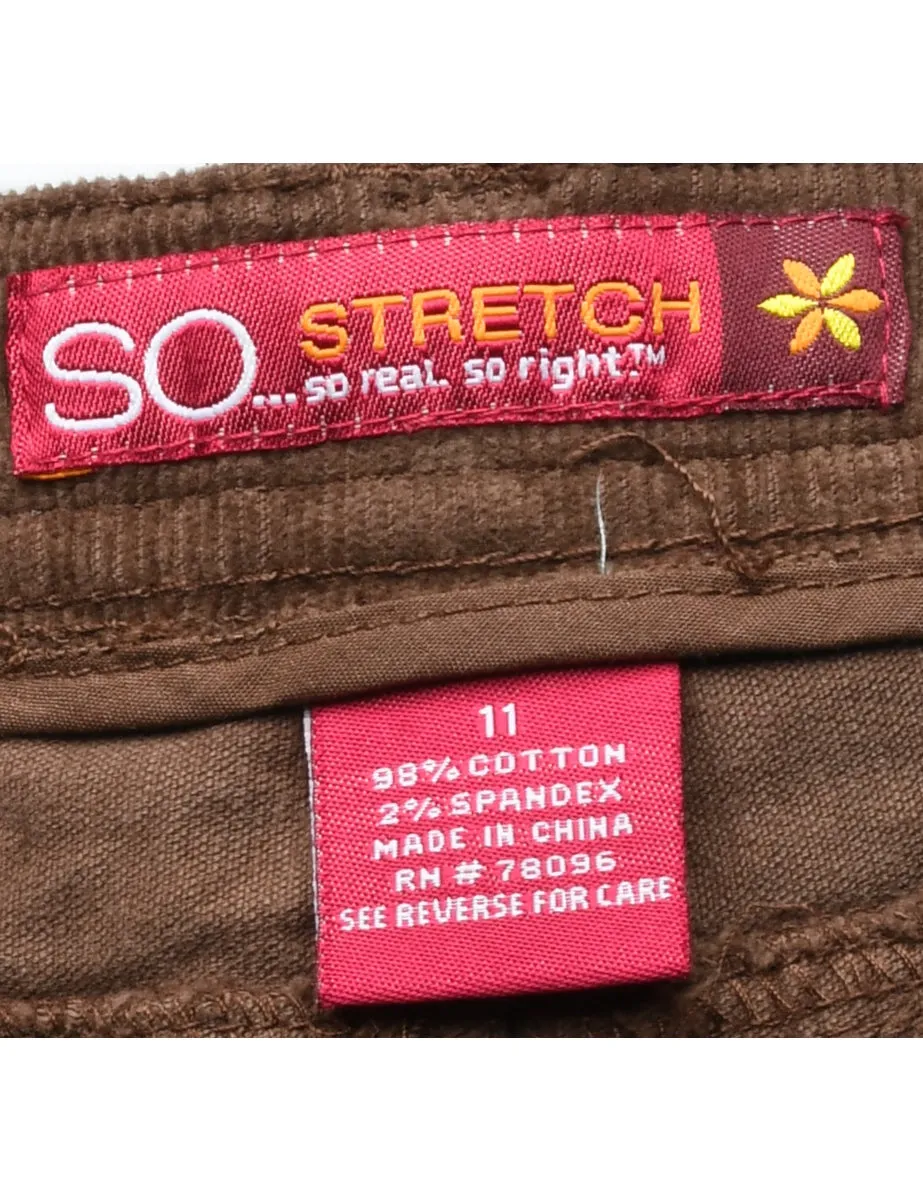 SO... STRETCH
so real. so right.™
11
98% COTTON
2% SPANDEX
MADE IN CHINA
RN # 78096
SEE REVERSE FOR CARE